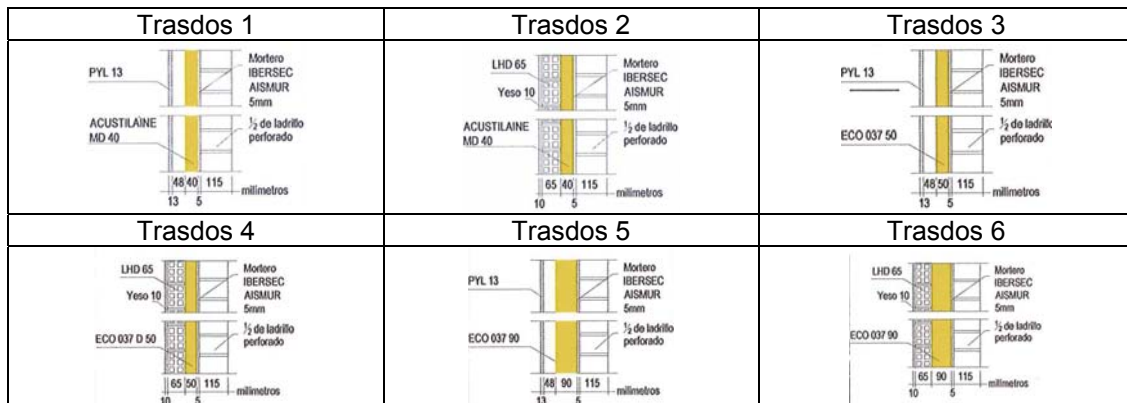 Trasdos 1
Trasdos 2
Trasdos 3
PYL 13
Mortero
IBERSEC
AISMUR
5mm
ACUSTILAINE
MD 40
½ de ladrillo
perforado
48 40 115
milimetros
13 5
LHD 65
Yeso 10
Mortero
IBERSEC
AISMUR
5mm
ACUSTILAINE
MD 40
½ de ladrillo
perforado
65 40 115
milimetros
10 5
PYL 13
Mortero
IBERSEC
AISMUR
5mm
ECO 037 50
½ de ladrillo
perforado
48 50 115
milimetros
13 5
Trasdos 4
Trasdos 5
Trasdos 6
LHD 65
Yeso 10
Mortero
IBERSEC
AISMUR
5mm
ECO 037 D 50
½ de ladrillo
perforado
65 50 115
milimetros
10 5
PYL 13
Mortero
IBERSEC
AISMUR
5mm
ECO 037 90
½ de ladrillo
perforado
48 90 115
milimetros
13 5
LHD 65
Yeso 10
Mortero
IBERSEC
AISMUR
5mm
ECO 037 90
½ de ladrillo
perforado
65 90 115
milimetros
10 5